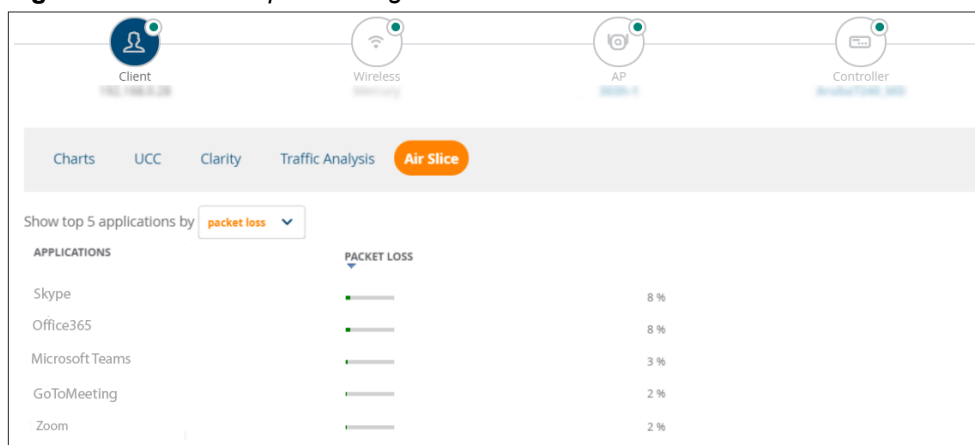 Client Wireless AP Controller
Charts UCC Clarity Traffic Analysis Air Slice
Show top 5 applications by packet loss
APPLICATIONS PACKET LOSS
Skype 8 %
Office365 8 %
Microsoft Teams 3 %
GoToMeeting 2 %
Zoom 2 %